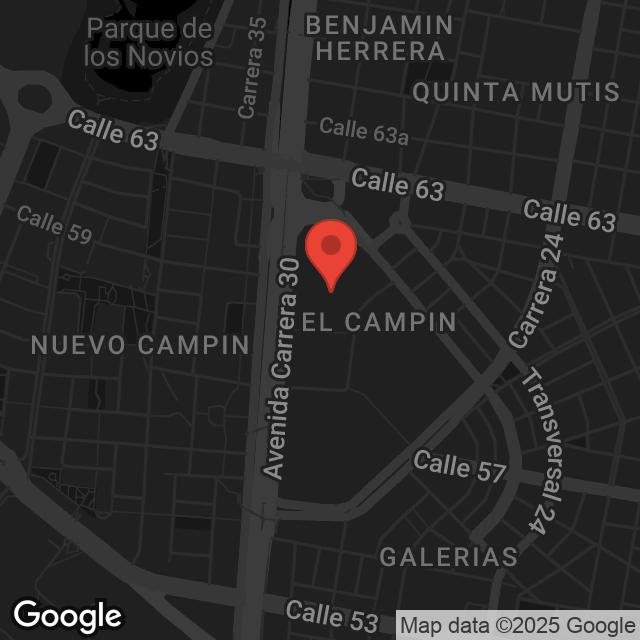 Parque de
los Novios
Carrera 35
BENJAMIN
HERRERA
QUINTA MUTIS
Calle 63
Calle 63a
Calle 63
Calle 63
Calle 59
Carrera 24
Avenida Carrera 30
EL CAMPIN
NUEVO CAMPIN
Transversal 24
Calle 57
GALERIAS
Calle 53
Google
Map data ©2025 Google